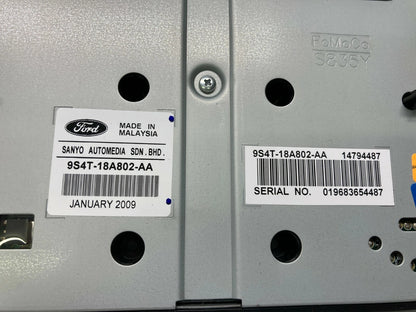 FoMoCo
S835Y
Ford
MADE IN
MALAYSIA
SANYO AUTOMEDIA SDN.BHD.
9S4T-18A802-AA
JANUARY 2009
9S4T-18A802-AA 14794487
SERIAL NO. 019683654487